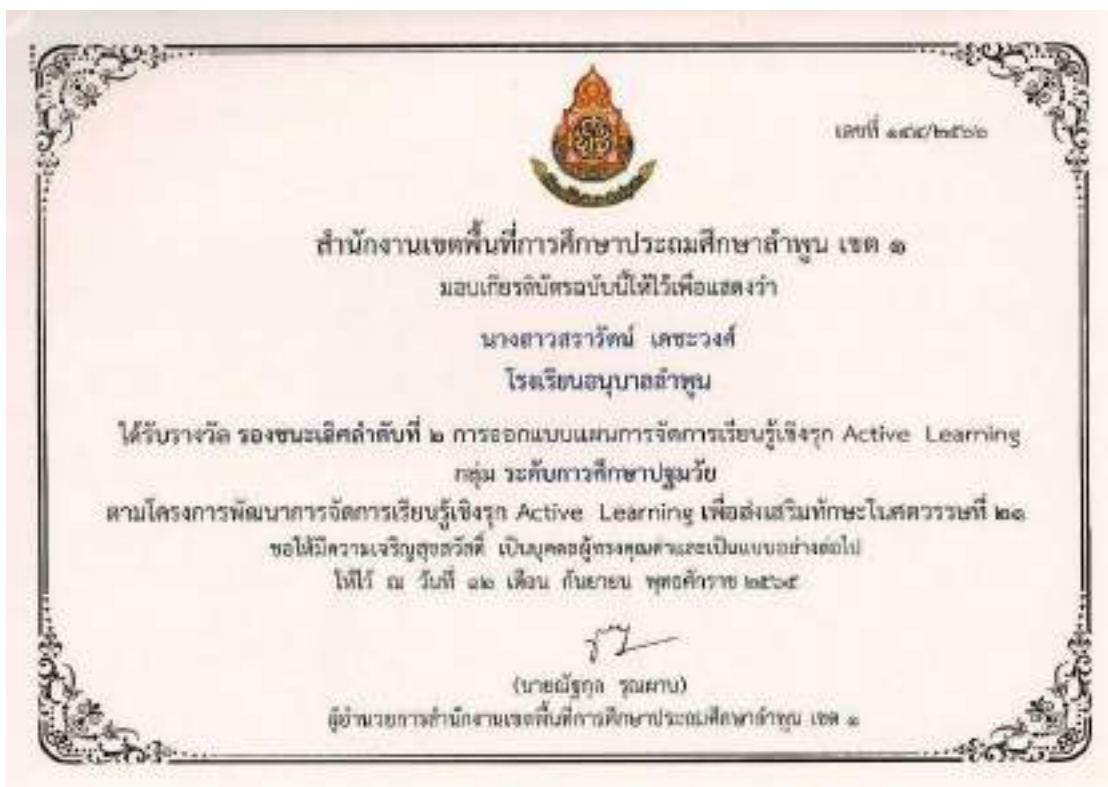 เลขที่
สำนักงานเขตพื้นที่การศึกษาประถมศึกษาลำพูน เขต ๑
มอบเกียรติบัตรฉบับนี้ให้ไว้เพื่อแสดงว่า
นางสาวสรารัตน์ เดชะวงศ์
โรงเรียนอนุบาลลำพูน
ได้รับรางวัล รองชนะเลิศลำดับที่ ๒ การออกแบบแผนการจัดการเรียนรู้เชิงรุก Active Learning
กลุ่ม ระดับการศึกษาปฐมวัย
ตามโครงการพัฒนาการจัดการเรียนรู้เชิงรุก Active Learning เพื่อส่งเสริมทักษะในศตวรรษที่ ๒๑
ขอให้มีความเจริญสุขสวัสดิ์ เป็นบุคคลผู้ทรงคุณค่าและเป็นแบบอย่างต่อไป
ให้ไว้ ณ วันที่ ๑๒ เดือน กันยายน พุทธศักราช ๒๕๖๕
(นายณัฐกุล รุณผาบ)
ผู้อำนวยการสำนักงานเขตพื้นที่การศึกษาประถมศึกษาลำพูน เขต ๑